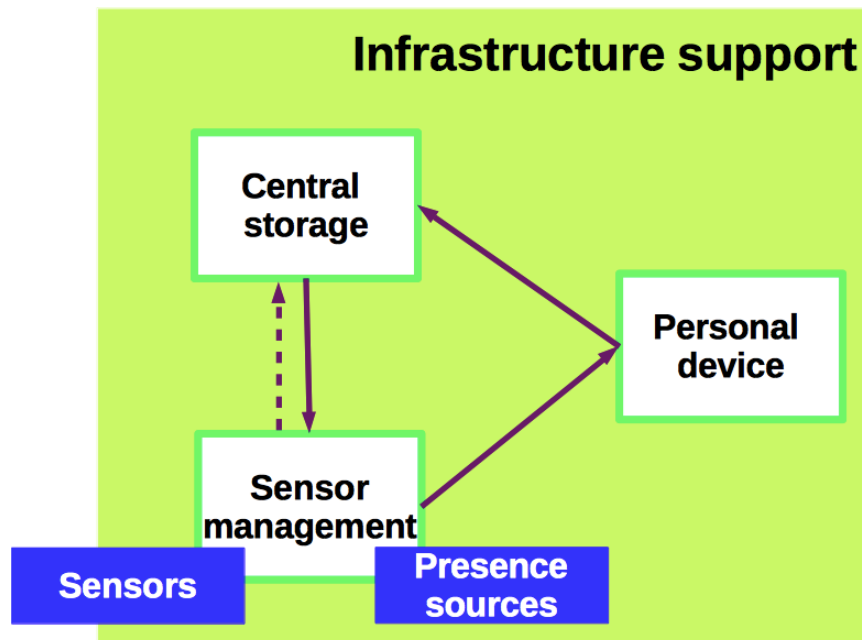 Infrastructure support
Central
storage
Personal
device
Sensor
management
Sensors
Presence
sources